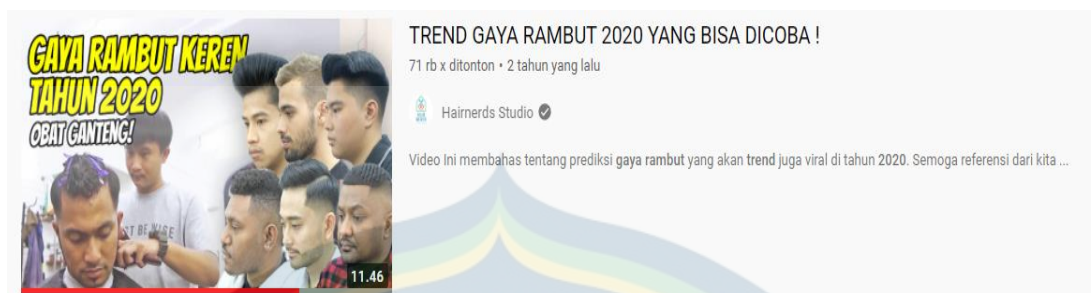 GAYA RAMBUT KEREN
TAHUN 2020
OBAT GANTENG!
11.46
TREND GAYA RAMBUT 2020 YANG BISA DICOBA !
71 rb x ditonton • 2 tahun yang lalu
Hairnerds Studio
Video Ini membahas tentang prediksi gaya rambut yang akan trend juga viral di tahun 2020. Semoga referensi dari kita ...